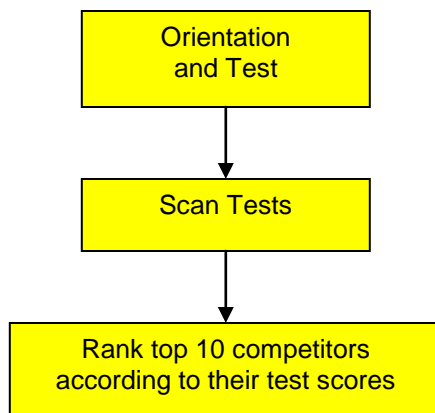 Orientation
and Test
Scan Tests
Rank top 10 competitors
according to their test scores